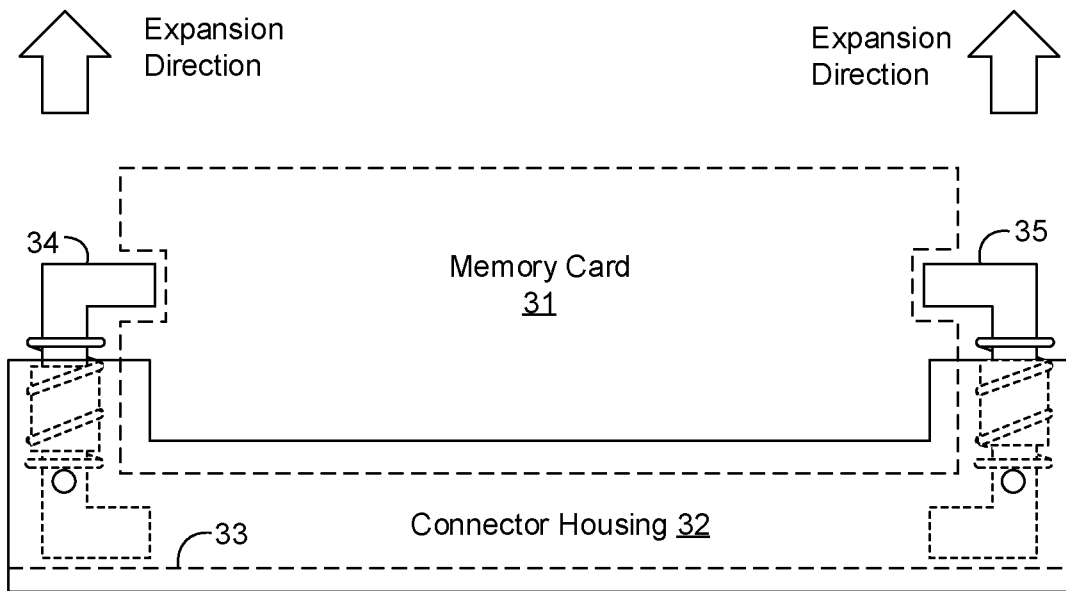 Expansion
Direction
Expansion
Direction
34
35
Memory Card
31
Connector Housing 32
33